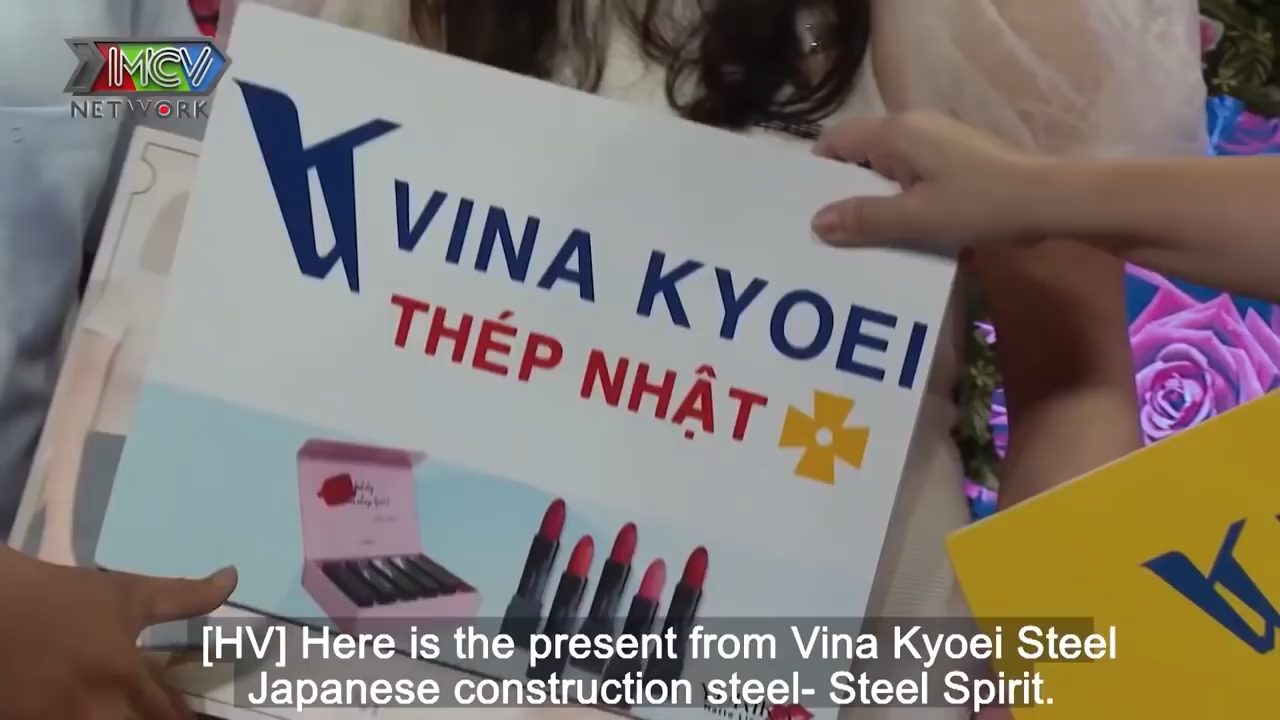 MCV
NETWORK
VINA KYOEI
THÉP NHẬT
[HV] Here is the present from Vina Kyoei Steel
Japanese construction steel- Steel Spirit.